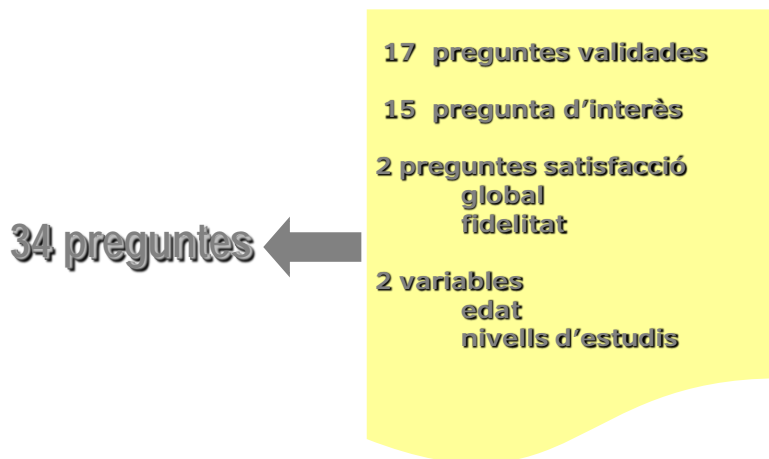 17 preguntes validades
15 pregunta d’interès
2 preguntes satisfacció
global
fidelitat
34 preguntes
2 variables
edat
nivells d’estudis